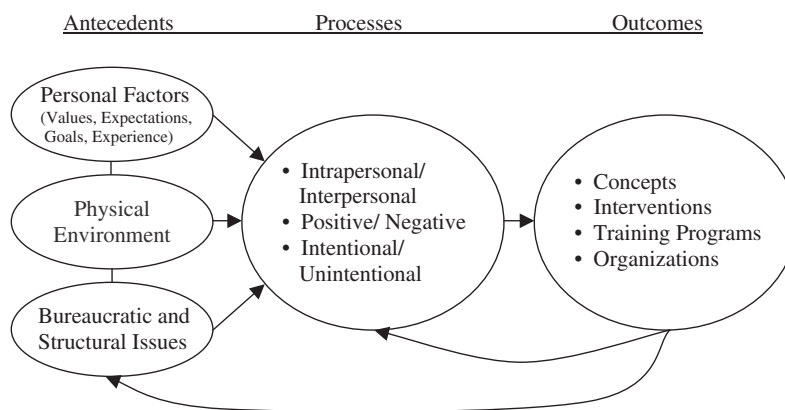 Antecedents Processes Outcomes
Personal Factors
(Values, Expectations,
Goals, Experience)
Physical
Environment
Bureaucratic and
Structural Issues
• Intrapersonal/
Interpersonal
• Positive/ Negative
• Intentional/
Unintentional
• Concepts
• Interventions
• Training Programs
• Organizations